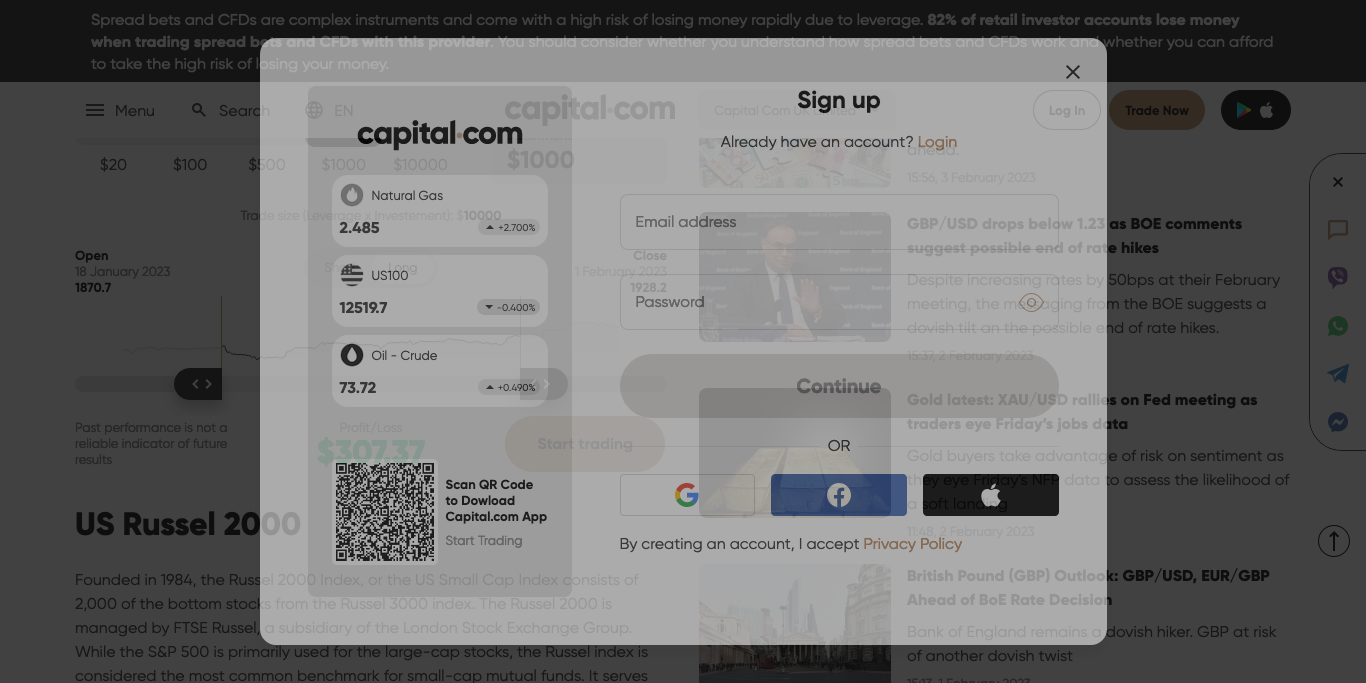 Spread bets and CFDs are complex instruments and come with a high risk of losing money rapidly due to leverage. 82% of retail investor accounts lose money
when trading spread bets and CFDs with this provider. You should consider whether you understand how spread bets and CFDs work and whether you can afford
to take the high risk of losing your money.
Menu
Search
EN
capital.com
Capital Com UK Limited
Log In
Trade Now
$20
$100
$500
$1000
$10000
$1000
Trade size (Leverage x Investement): $10000
Open
18 January 2023
1870.7
Long
Close
1 February 2023
1928.2
Past performance is not a
reliable indicator of future
results
Profit/Loss
$307.37
Start trading
US Russel 2000
Founded in 1984, the Russel 2000 Index, or the US Small Cap Index consists of
2,000 of the bottom stocks from the Russel 3000 index. The Russel 2000 is
managed by FTSE Russel, a subsidiary of the London Stock Exchange Group.
While the S&P 500 is primarily used for the large-cap stocks, the Russel index is
considered the most common benchmark for small-cap mutual funds. It serves
capital.com
Natural Gas
2.485
+2.700%
US100
12519.7
-0.400%
Oil - Crude
73.72
+0.490%
Scan QR Code
to Dowload
Capital.com App
Start Trading
Sign up
Already have an account? Login
Email address
Password
Continue
OR
By creating an account, I accept Privacy Policy
ahead.
15:56, 3 February 2023
GBP/USD drops below 1.23 as BOE comments
suggest possible end of rate hikes
Despite increasing rates by 50bps at their February
meeting, the messaging from the BOE suggests a
dovish tilt an the possible end of rate hikes.
15:37, 2 February 2023
Gold latest: XAU/USD rallies on Fed meeting as
traders eye Friday's jobs data
Gold buyers take advantage of risk on sentiment as
they eye Friday's NFP data to assess the likelihood of
a soft landing
11:48, 2 February 2023
British Pound (GBP) Outlook: GBP/USD, EUR/GBP
Ahead of BoE Rate Decision
Bank of England remains a dovish hiker. GBP at risk
of another dovish twist
15:13, 1 February 2023